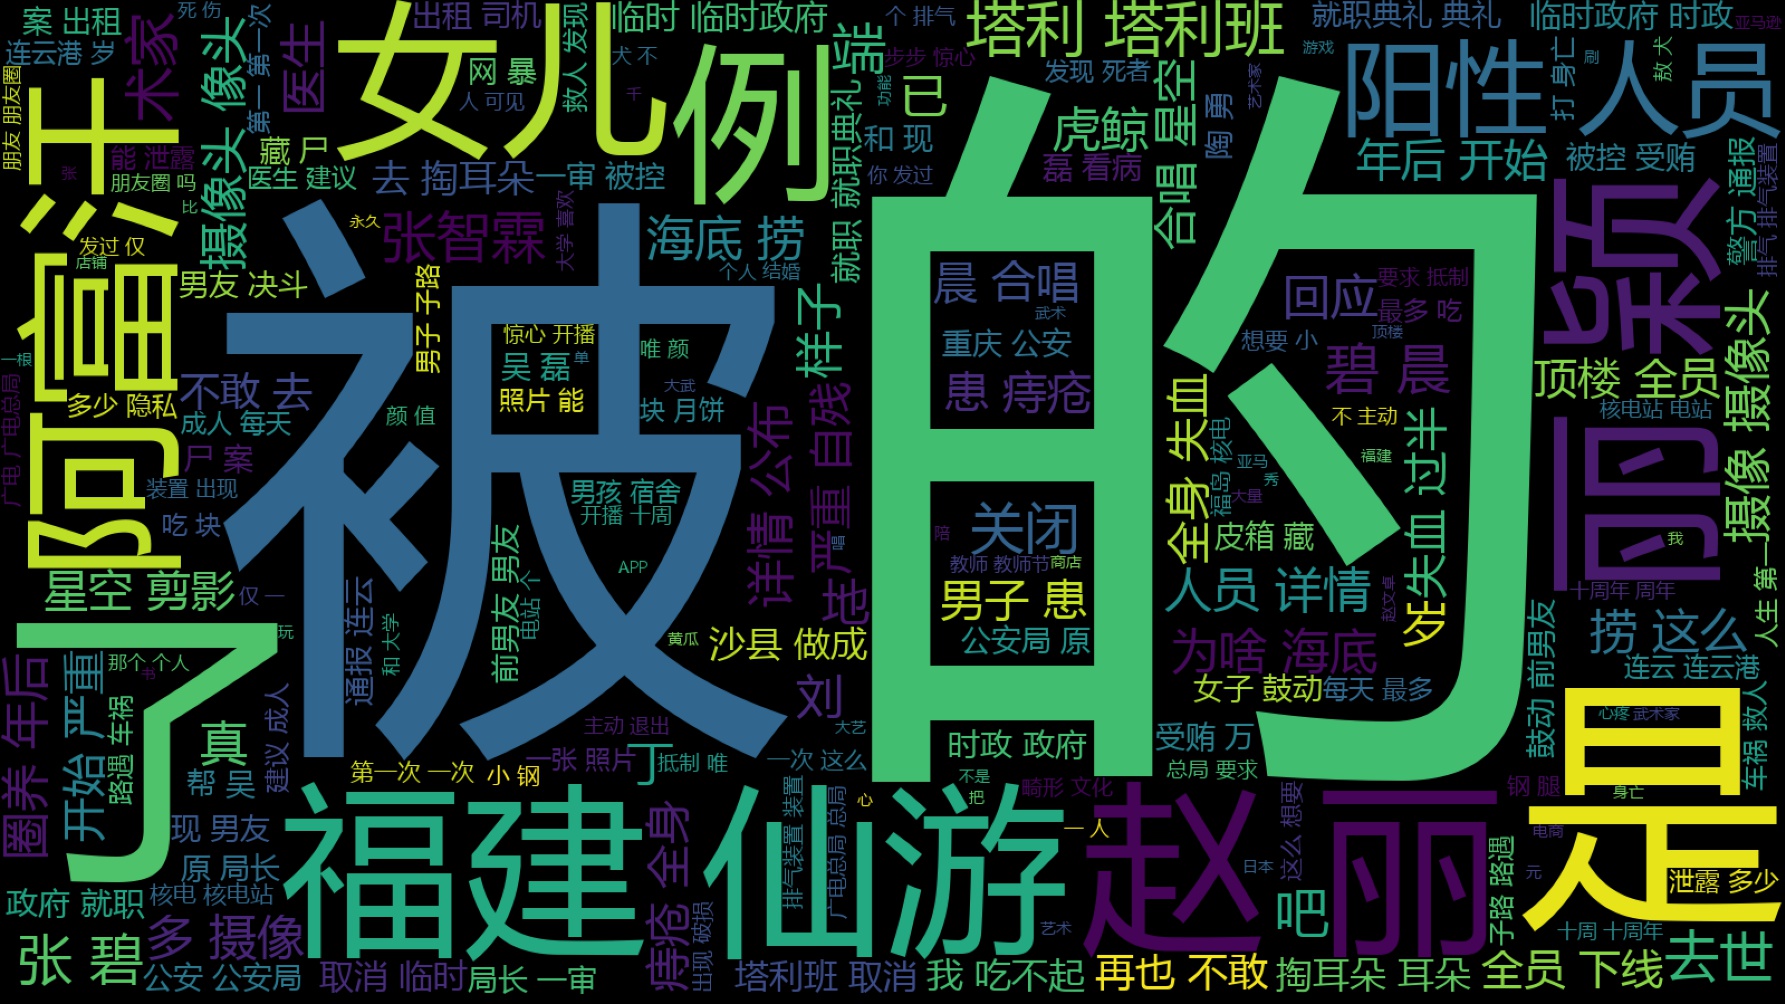 案 出租
死 伤
第一 第一次
出租 司机
临时 临时政府
个 排气
塔利 塔利班
就职典礼 典礼
临时政府 时政
亚马逊
连云港 岁
术家
摄像头 像头
医生
女儿
网 暴
救人 发现
犬 不
例
端
步步 惊心
已
发现 死者
游戏
艺术家
阳性 人员
打 身亡
敖 犬
朋友 朋友圈
汗
能 泄露
人 可见
千
功能
虎鲸
合唱 星空
陶 勇
张
朋友圈 吗
藏 尸
医生 建议
去 掏耳朵
一审 被控
就职 就职典礼
和 现
你 发过
磊 看病
年后 开始
被控 受贿
警方 通报
排气 排气装置
比
永久
张智霖
大学 喜欢
海底 捞
的
颖
发过 仅
店铺
富
男友 决斗
男子 子路
个人 结婚
样子
晨 合唱
武术
回应
要求 抵制
最多 吃
被
惊心 开播
吴 磊
单
唯 颜
重庆 公安
想要 小
顶楼
碧 晨
一根
不敢 去
多少 隐私
照片 能
大武
块 月饼
患 痔疮
顶楼 全员
摄像 摄像头
广电 广电总局
成人 每天
颜 值
详情 公布
严重 自残
全身 失血
不 主动
失血 过半
核电站 电站
阿
尸 案
装置 出现
男孩 宿舍
开播 十周
福岛 核电
亚马
秀
大量
福建
丽
吃 块
关闭
陪
唱
皮箱 藏
我
前男友 男友
电站 个
APP
教师 教师节
商店
星空 剪影
仅 一
通报 连云
和 大学
地
男子 患
人员 详情
赵文卓
岁
十周年 周年
人生 第一
了
玩
黄瓜
沙县 做成
公安局 原
为啥 海底
鼓动 前男友
捞 这么
圈养 年后
开始 严重
那个 个人
书
路遇 车祸
建议 成人
刘
女子 鼓动
每天 最多
连云 连云港
真
主动 退出
大艺
时政 政府
受贿 万
是
心疼
武术家
车祸 救人
帮 吴
第一次 一次
小 钢
一张 照片
丁
抵制 唯
一次 这么
总局 要求
钢 腿
身亡
现 男友
福建
仙游
痔疮 全身
排气装置 装置
广电总局 总局
心
不是
把
畸形 文化
一 人
赵
丽
这么 想要
子路 路遇
电商
原 局长
核电 核电站
日本
元
泄露 多少
政府 就职
多 摄像
出现 破损
艺术
吧
十周 十周年
去世
张 碧
公安 公安局
取消 临时
局长 一审
塔利班 取消
我 吃不起
再也 不敢
掏耳朵 耳朵
全员 下线